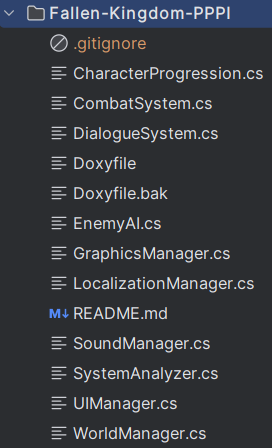 Fallen-Kingdom-PPPI
.gitignore
CharacterProgression.cs
CombatSystem.cs
DialogueSystem.cs
Doxyfile
Doxyfile.bak
EnemyAI.cs
GraphicsManager.cs
LocalizationManager.cs
M↓ README.md
SoundManager.cs
SystemAnalyzer.cs
UIManager.cs
WorldManager.cs